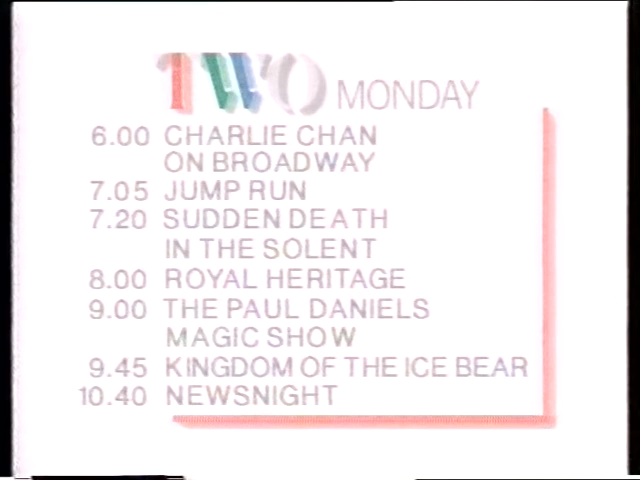 TWO MONDAY
6.00 CHARLIE CHAN
ON BROADWAY
7.05 JUMP RUN
7.20 SUDDEN DEATH
IN THE SOLENT
8.00 ROYAL HERITAGE
9.00 THE PAUL DANIELS
MAGIC SHOW
9.45 KINGDOM OF THE ICE BEAR
10.40 NEWSNIGHT